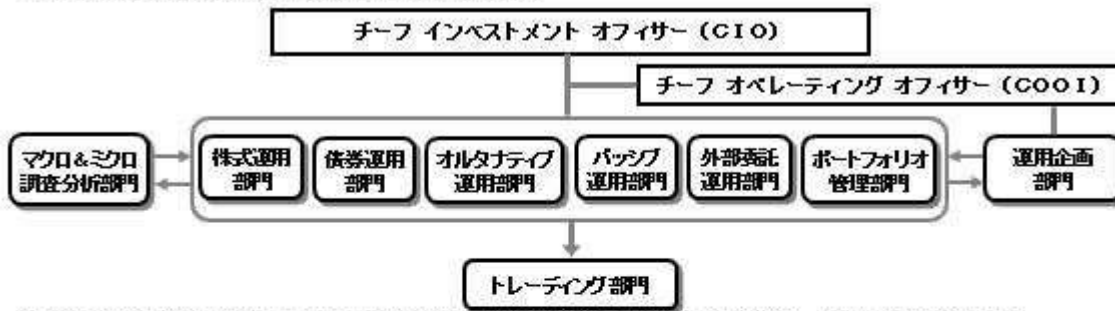 チーフ インベストメント オフィサー (CIO)
チーフ オペレーティング オフィサー (COOI)
マクロ&ミクロ
調査分析部門
株式運用
部門
債券運用
部門
オルタナティブ
運用部門
パッシブ
運用部門
外部委託
運用部門
ポートフォリオ
管理部門
運用企画
部門
トレーディング部門